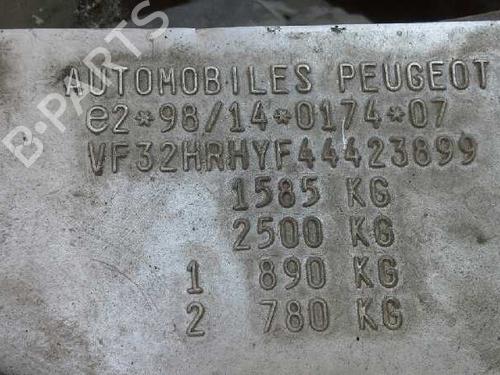 B-PARTS
AUTOMOBILES PEUGEOT
e2*98/14*0174*07
VF32HRHYF44423899
1585 KG
2500 KG
1 890 KG
2 780 KG